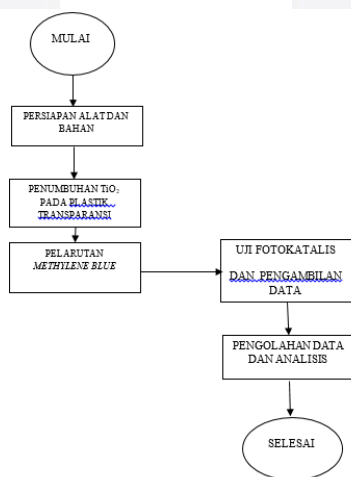 MULAI
PERSIAPAN ALAT DAN
BAHAN
PENUMBUHAN TiO₂
PADA PLASTIK
TRANSPARANSI
PELARUTAN
METHYLENE BLUE
UJI FOTOKATALIS
DAN PENGAMBILAN
DATA
PENGOLAHAN DATA
DAN ANALISIS
SELESAI